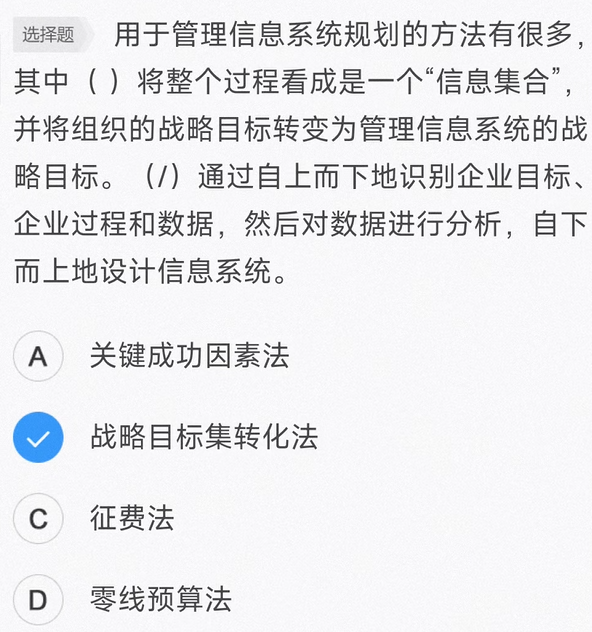 选择题 用于管理信息系统规划的方法有很多，
其中（ ）将整个过程看成是一个“信息集合”，
并将组织的战略目标转变为管理信息系统的战
略目标。（/）通过自上而下地识别企业目标、
企业过程和数据，然后对数据进行分析，自下
而上地设计信息系统。
A 关键成功因素法
战略目标集转化法
C 征费法
D 零线预算法